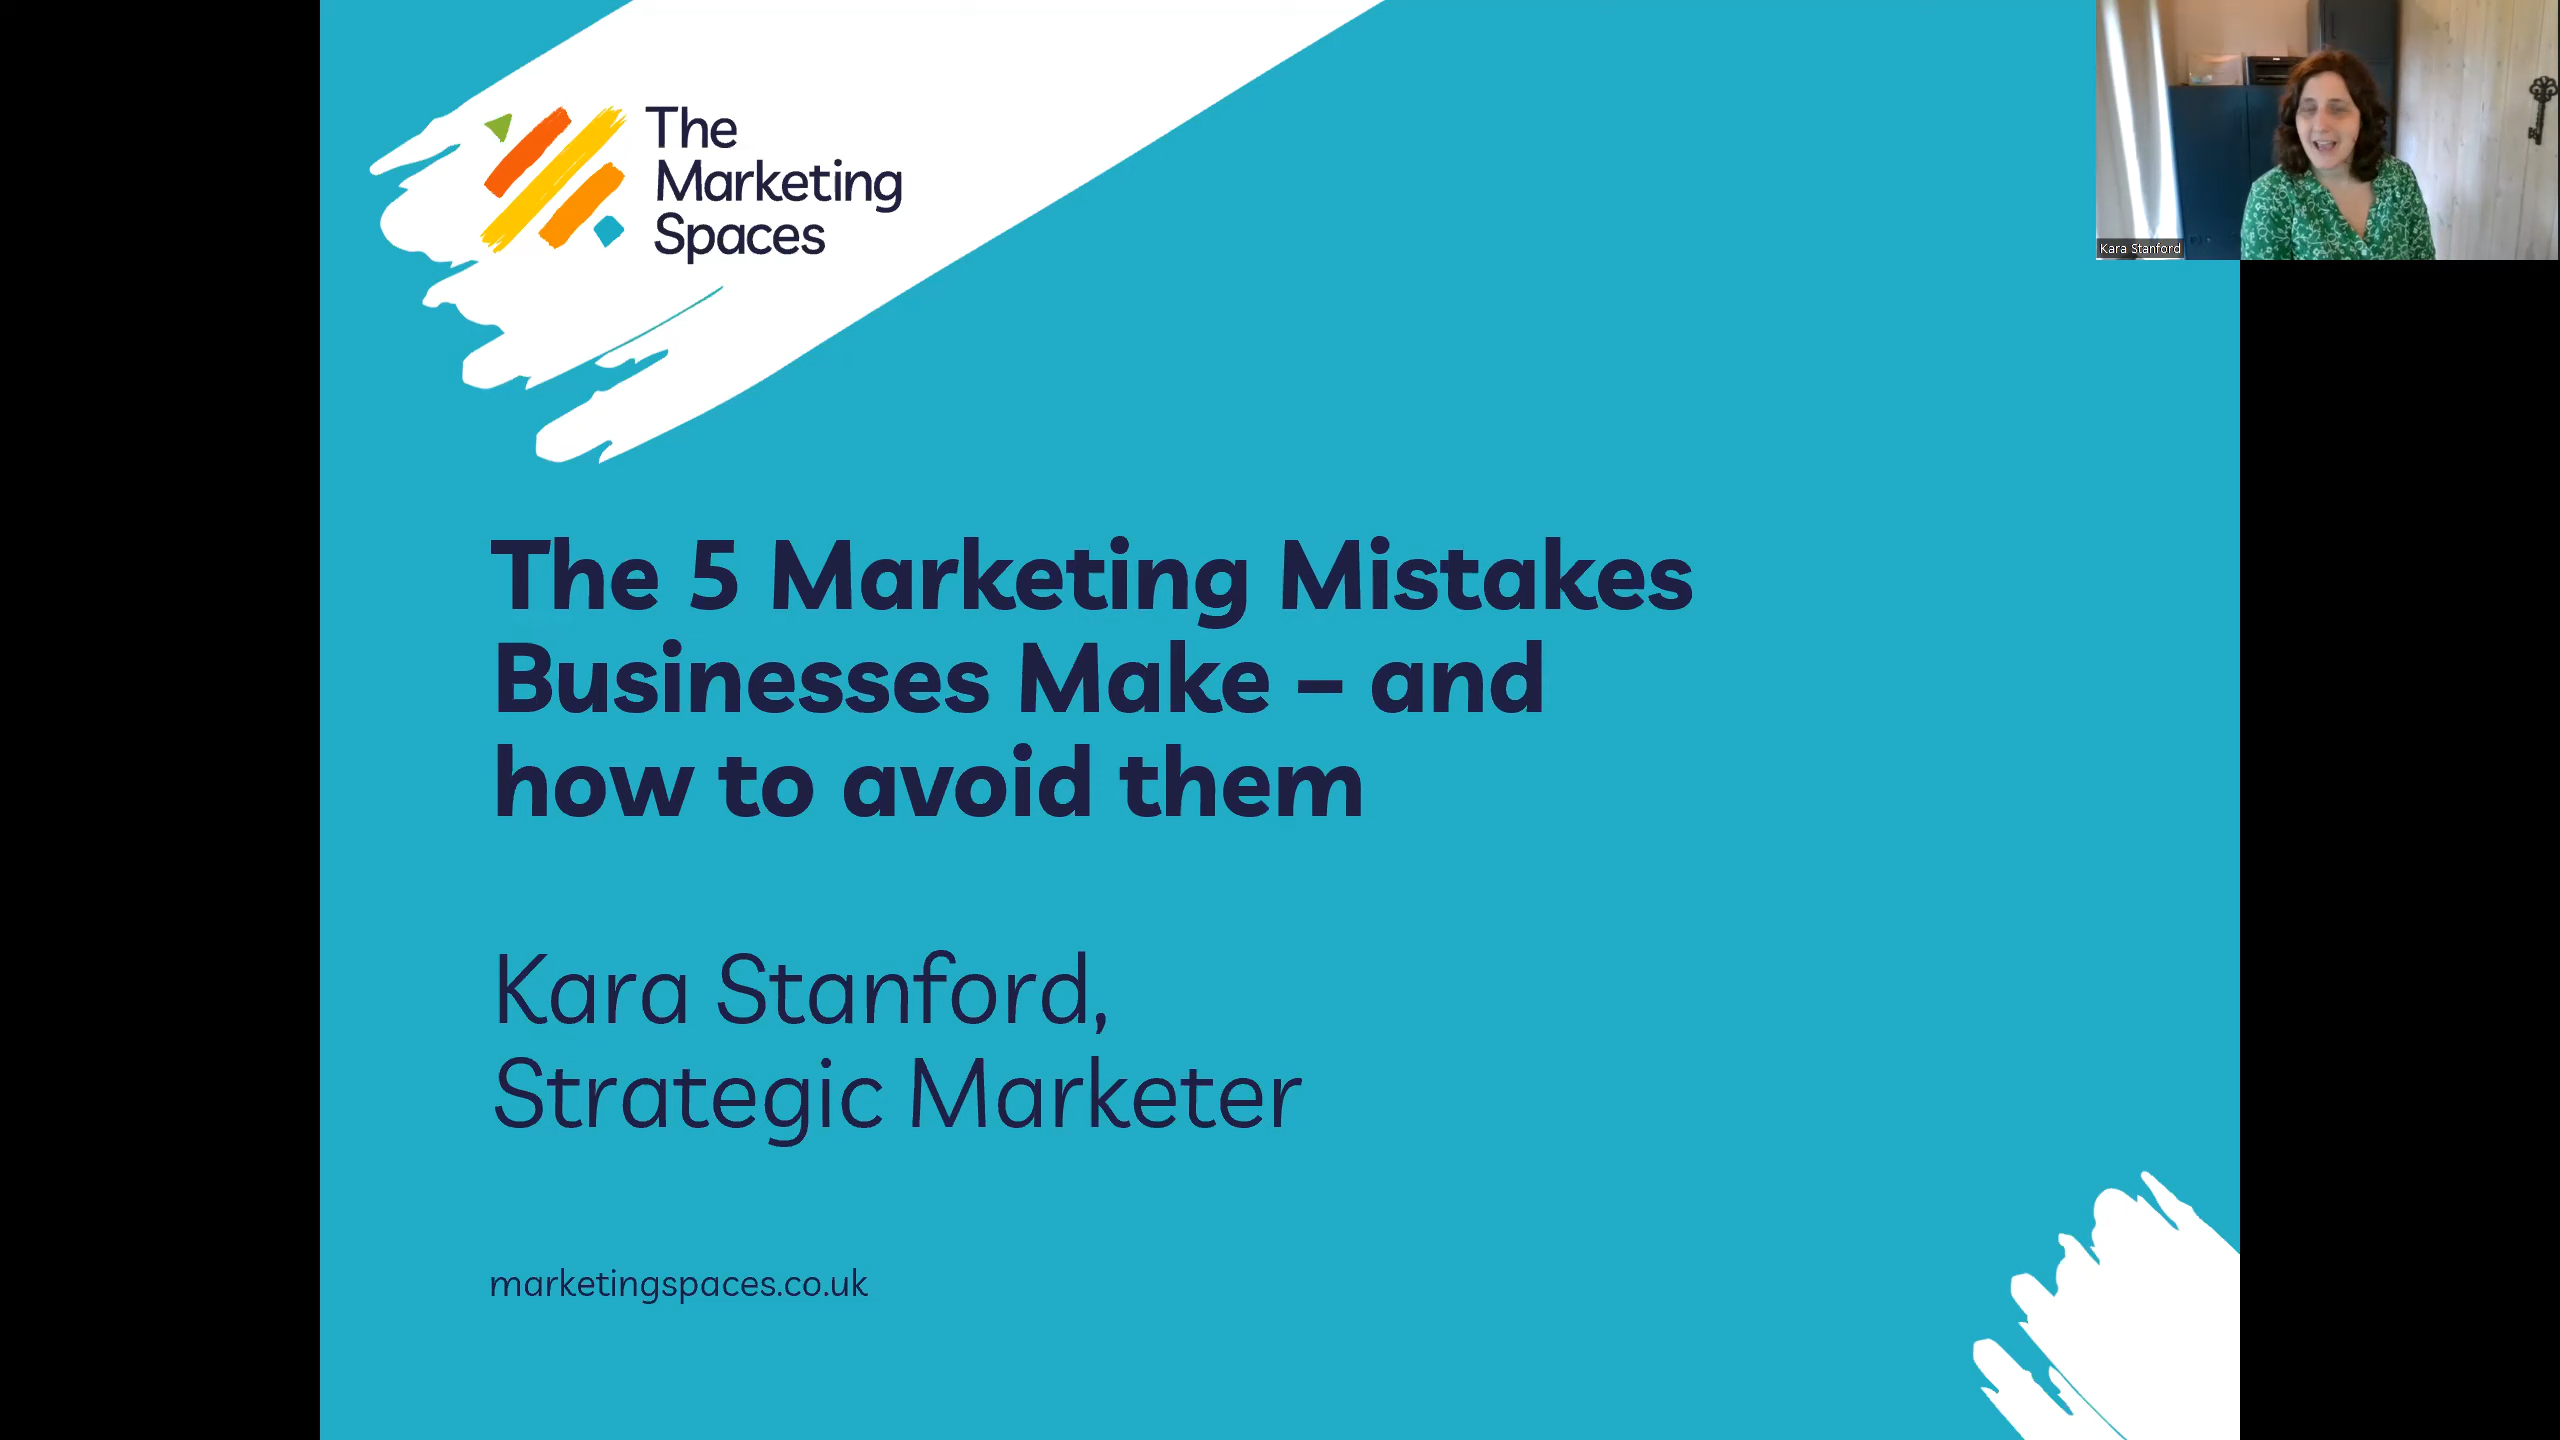 The
Marketing
Spaces
Kara Stanford
The 5 Marketing Mistakes
Businesses Make – and
how to avoid them
Kara Stanford,
Strategic Marketer
marketingspaces.co.uk